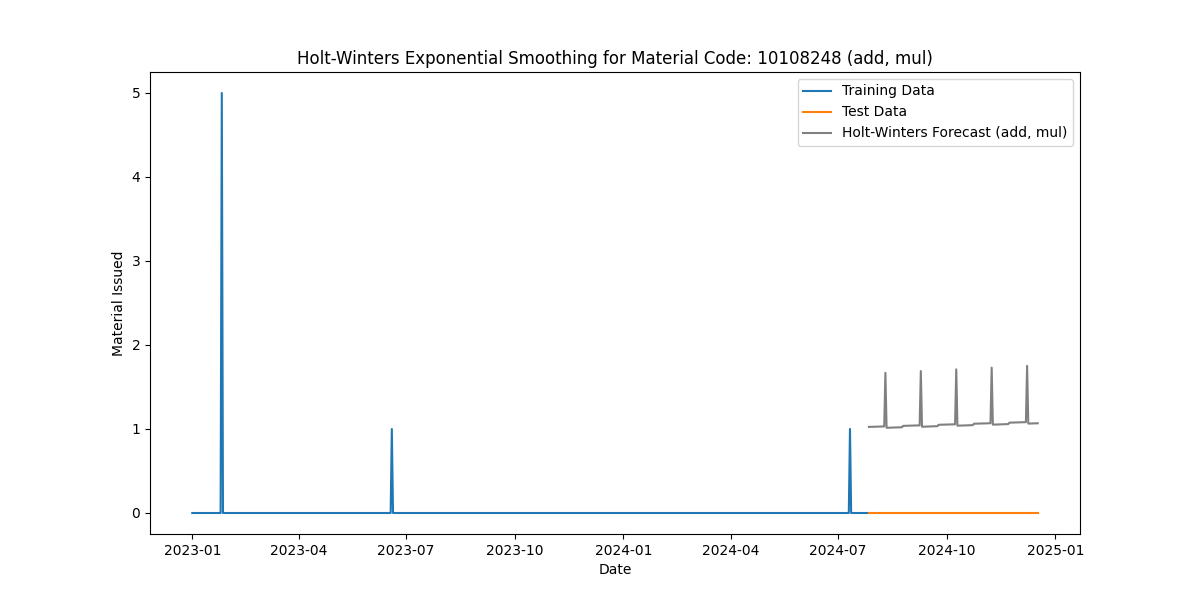 Holt-Winters Exponential Smoothing for Material Code: 10108248 (add, mul)
Training Data
Test Data
Holt-Winters Forecast (add, mul)
Material Issued
5
4
3
2
1
0
2023-01 2023-04 2023-07 2023-10 2024-01 2024-04 2024-07 2024-10 2025-01
Date